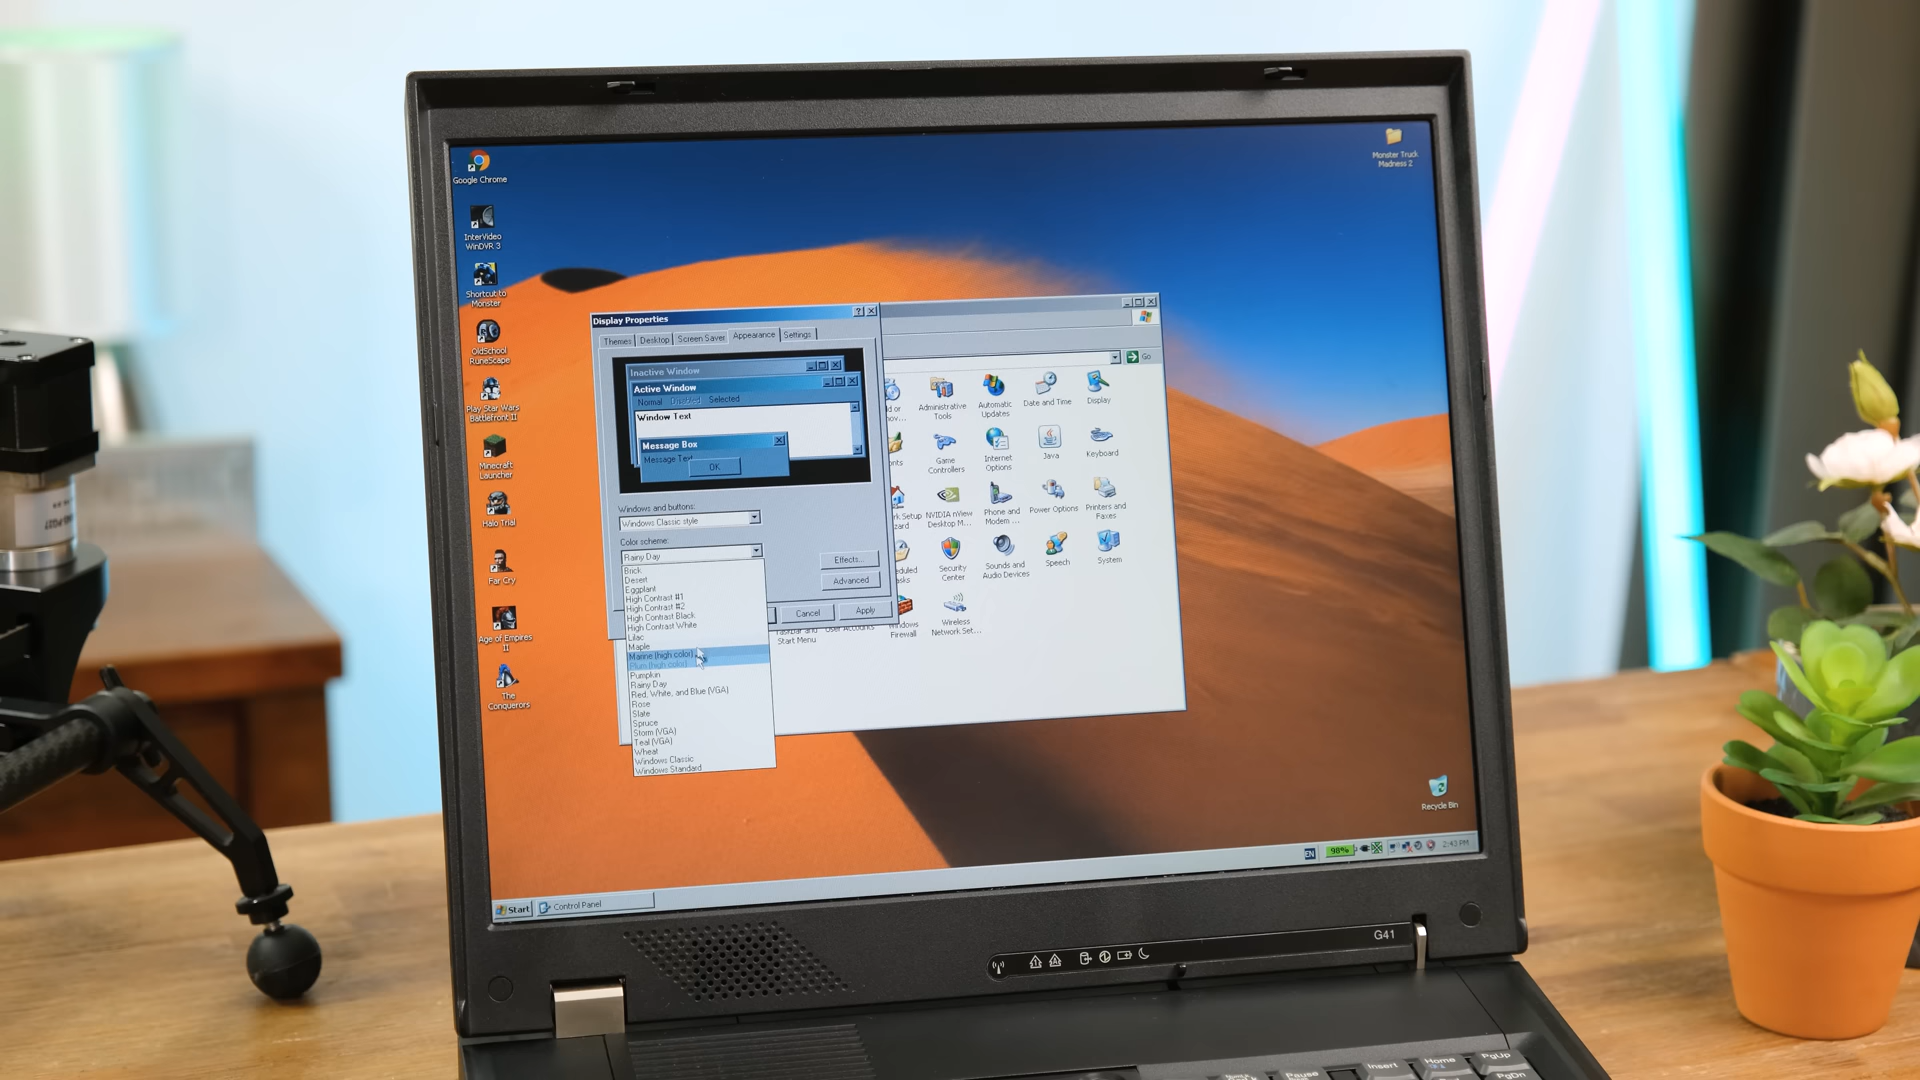 Google Chrome
InterVideo
WinDVR 3
Shortcut to
Monster
OldSchool
RuneScape
Play Star Wars
Battlefront II
Minecraft
Launcher
Halo Trial
Far Cry
Age of Empires
II
The
Conquerors
Monster Truck
Madness 2
Display Properties
Themes
Desktop
Screen Saver
Appearance
Settings
Inactive Window
Active Window
Normal Disabled Selected
Window Text
Message Box
Message Text
OK
Windows and buttons:
Windows Classic style
Color scheme:
Rainy Day
Brick
Desert
Eggplant
High Contrast #1
High Contrast #2
High Contrast Black
High Contrast White
Lilac
Maple
Marine (high color)
Plum (high color)
Pumpkin
Rainy Day
Red, White, and Blue (VGA)
Rose
Slate
Spruce
Storm (VGA)
Teal (VGA)
Wheat
Windows Classic
Windows Standard
Effects...
Advanced
Cancel
Apply
Go
Administrative
Tools
Automatic
Updates
Date and Time
Display
Game
Controllers
Internet
Options
Java
Keyboard
NVIDIA nView
Desktop M...
Phone and
Modem ...
Power Options
Printers and
Faxes
Security
Center
Sounds and
Audio Devices
Speech
System
Taskbar and
Start Menu
User Accounts
Windows
Firewall
Wireless
Network Set...
Recycle Bin
Start
Control Panel
EN
98%
2:43 PM
G41
Pause
Insert
Home
PgUp
PgDn